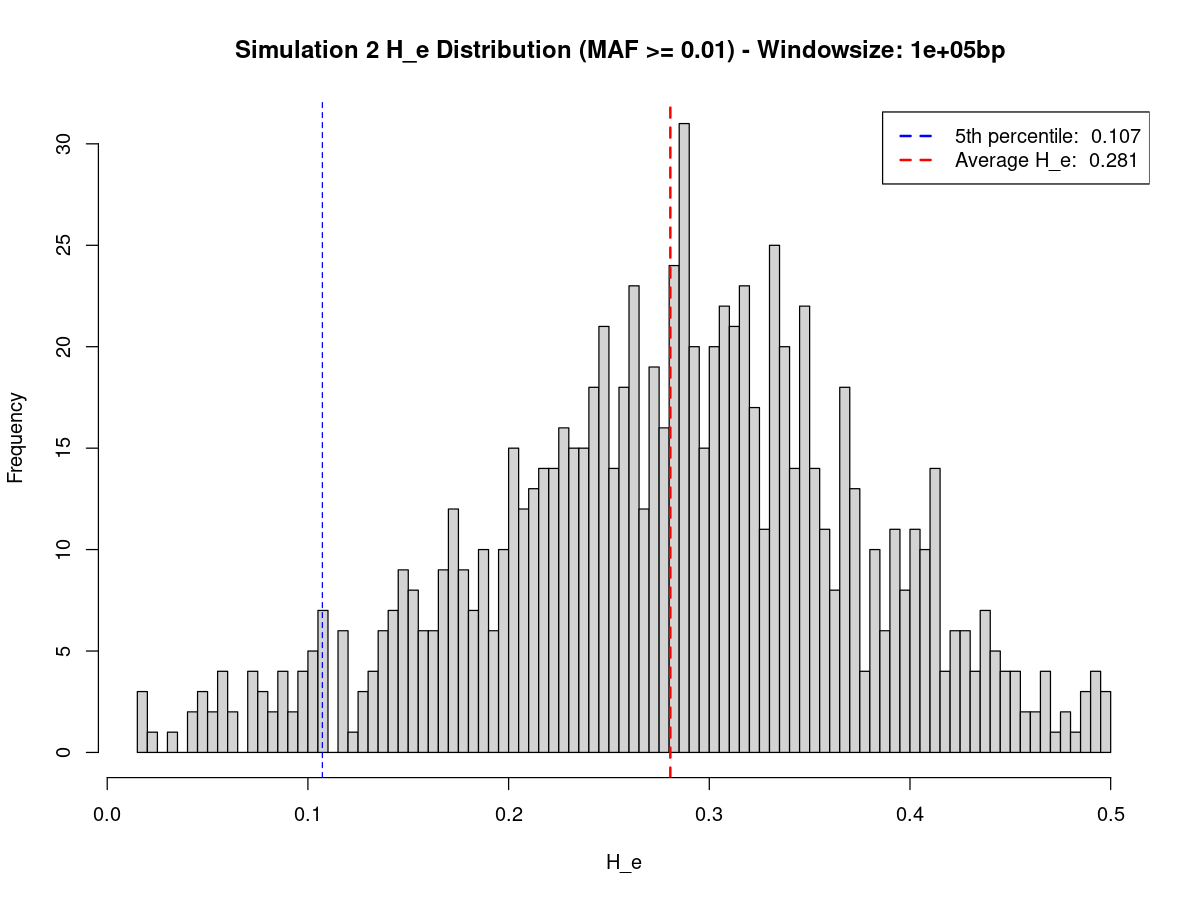 Simulation 2 H_e Distribution (MAF >= 0.01) - Windowsize: 1e+05bp
5th percentile: 0.107
Average H_e: 0.281
Frequency
30
25
20
15
10
5
0
0.0 0.1 0.2 0.3 0.4 0.5
H_e